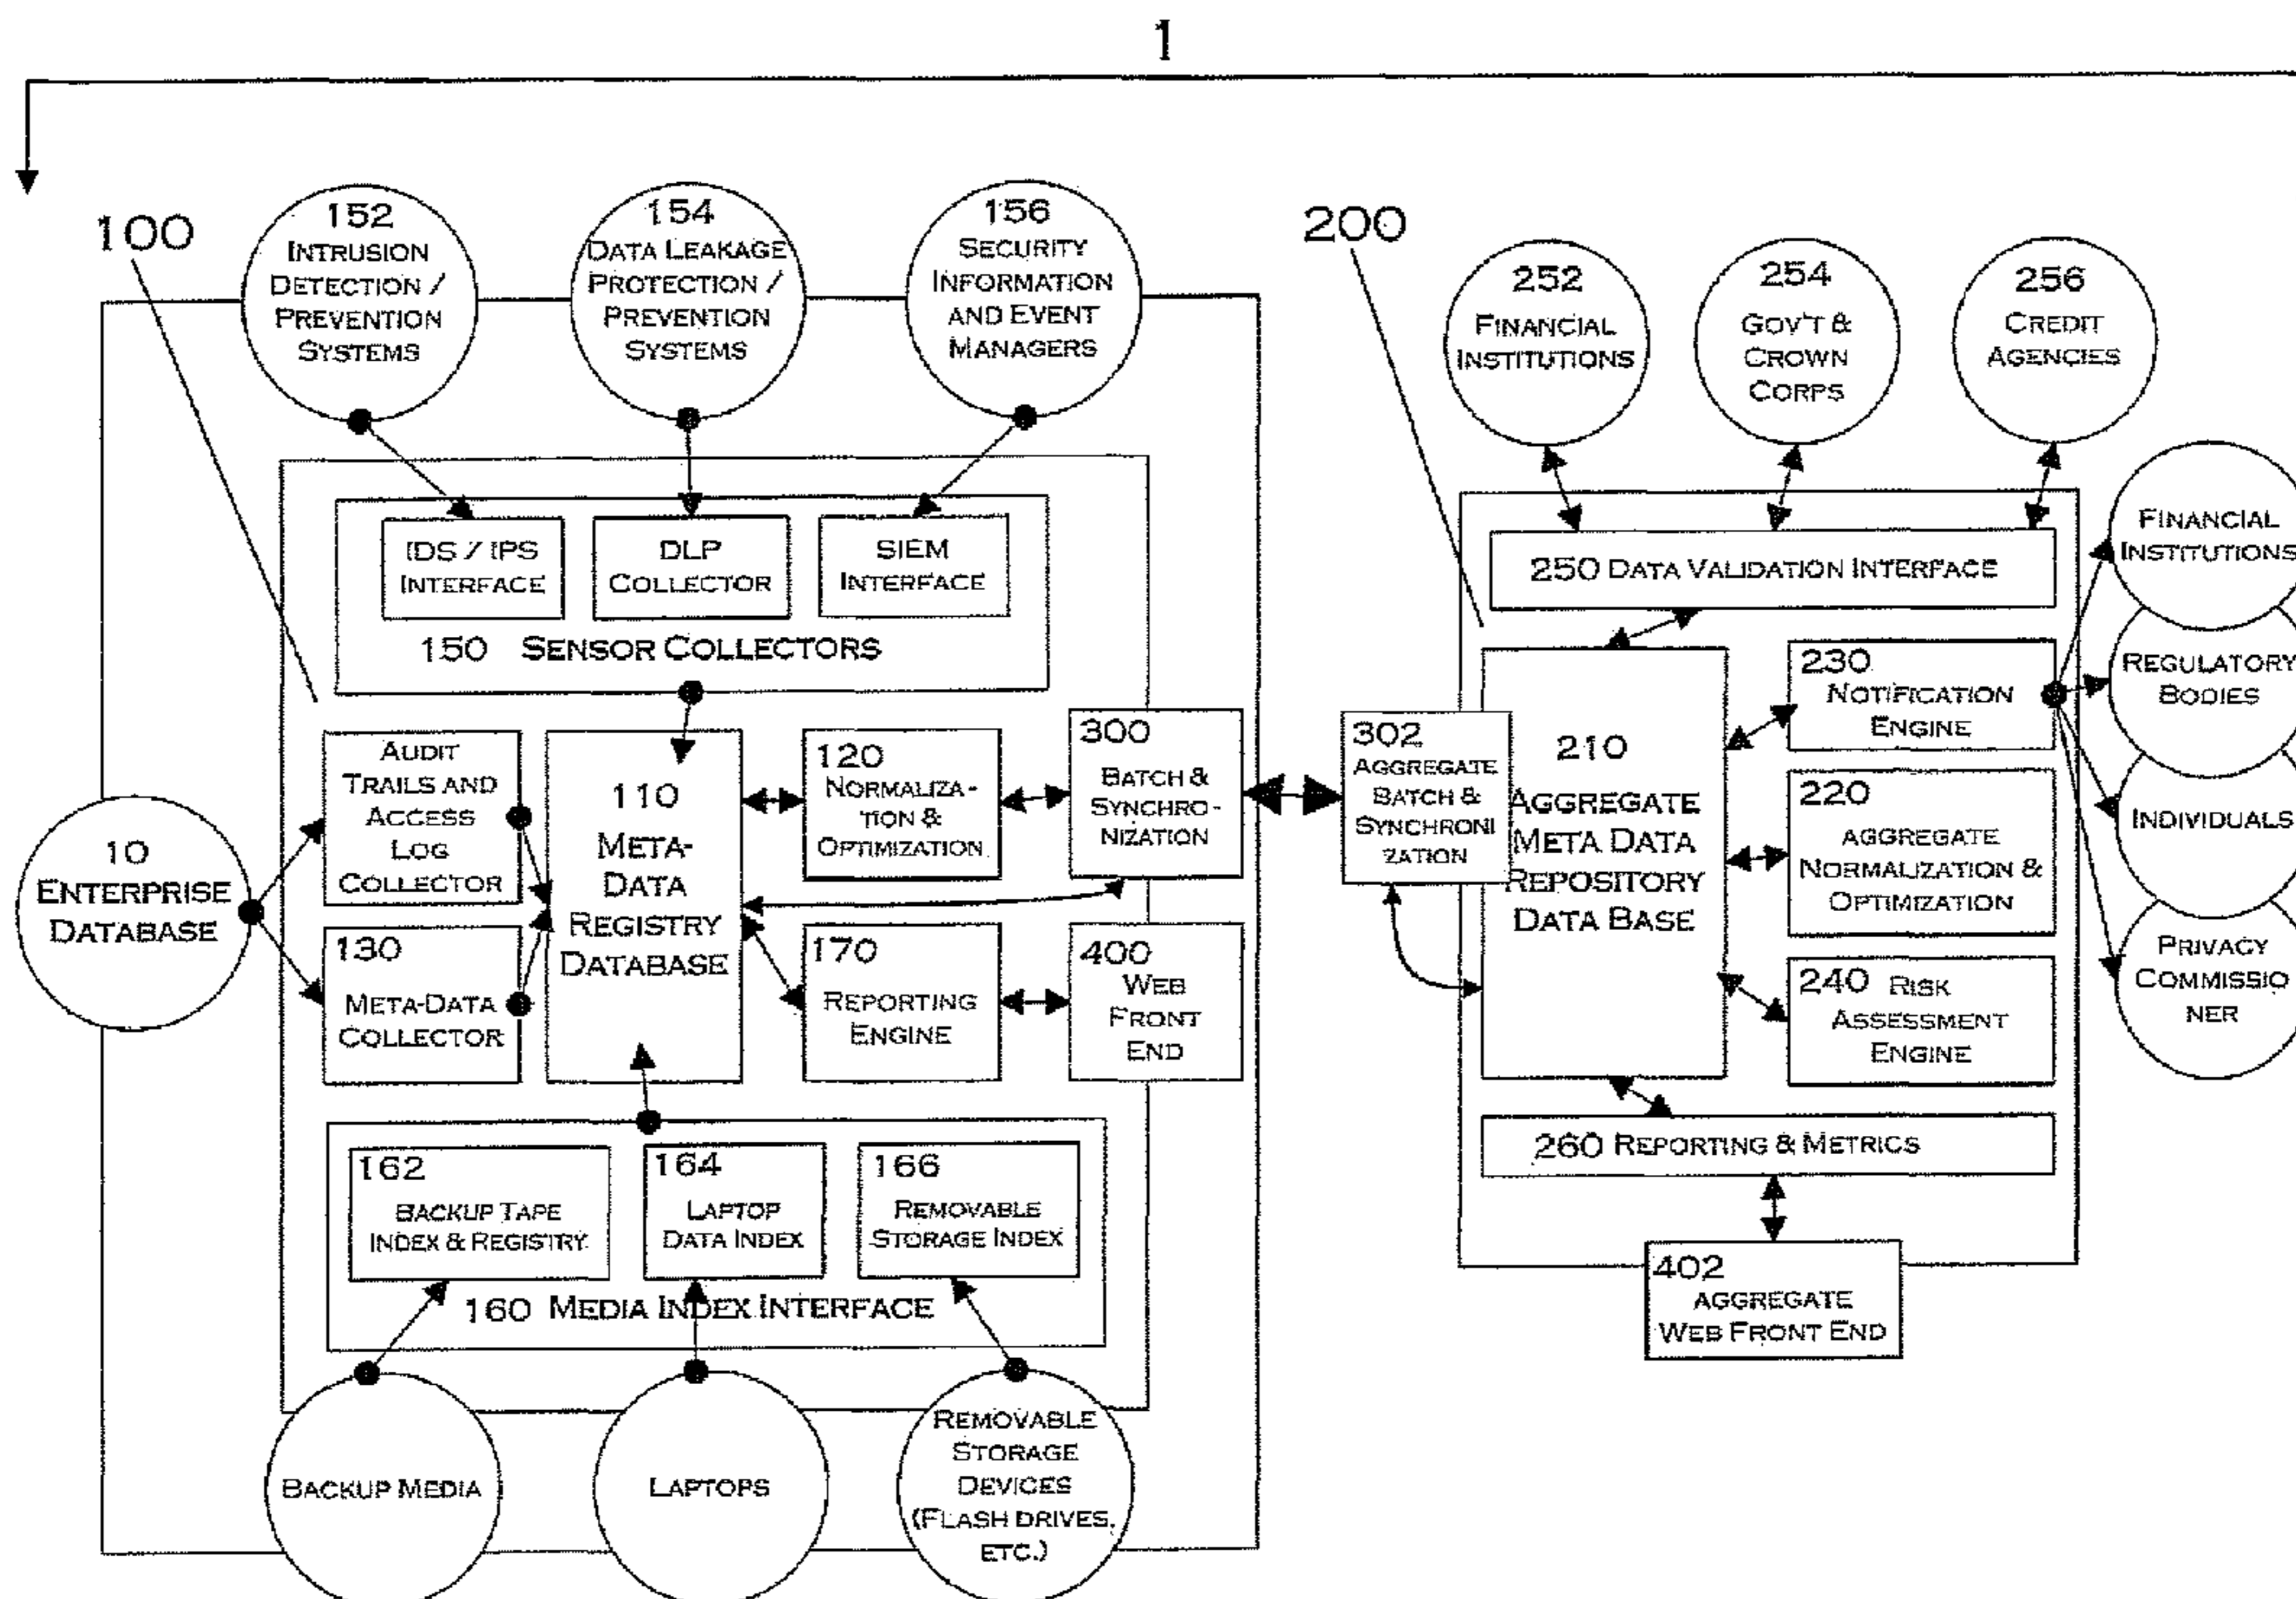 1
100
152
INTRUSION
DETECTION /
PREVENTION
SYSTEMS
154
DATA LEAKAGE
PROTECTION /
PREVENTION
SYSTEMS
156
SECURITY
INFORMATION
AND EVENT
MANAGERS
IDS / IPS
INTERFACE
DLP
COLLECTOR
SIEM
INTERFACE
150 SENSOR COLLECTORS
10
ENTERPRISE
DATABASE
AUDIT
TRAILS AND
ACCESS
LOG
COLLECTOR
130
META-DATA
COLLECTOR
110
META-
DATA
REGISTRY
DATABASE
120
NORMALIZA-
TION &
OPTIMIZATION
300
BATCH &
SYNCHRO-
NIZATION
170
REPORTING
ENGINE
400
WEB
FRONT
END
162
BACKUP TAPE
INDEX & REGISTRY
164
LAPTOP
DATA INDEX
166
REMOVABLE
STORAGE INDEX
160 MEDIA INDEX INTERFACE
BACKUP MEDIA
LAPTOPS
REMOVABLE
STORAGE
DEVICES
(FLASH DRIVES,
ETC.)
200
252
FINANCIAL
INSTITUTIONS
254
GOV'T &
CROWN
CORPS
256
CREDIT
AGENCIES
250 DATA VALIDATION INTERFACE
302
AGGREGATE
BATCH &
SYNCHRONI
ZATION
210
AGGREGATE
META DATA
REPOSITORY
DATA BASE
230
NOTIFICATION
ENGINE
220
AGGREGATE
NORMALIZATION &
OPTIMIZATION
240 RISK
ASSESSMENT
ENGINE
260 REPORTING & METRICS
402
AGGREGATE
WEB FRONT END
FINANCIAL
INSTITUTIONS
REGULATORY
BODIES
INDIVIDUALS
PRIVACY
COMMISSIO
NER